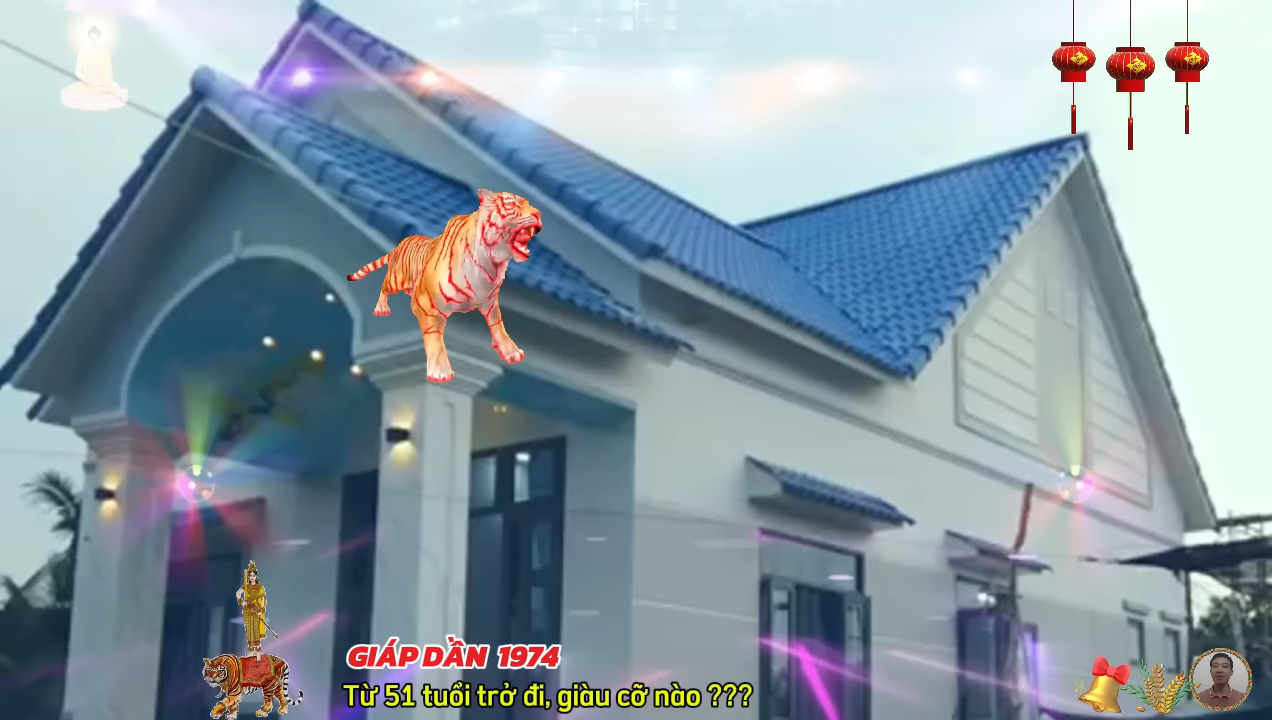 GIÁP DẦN 1974
Từ 51 tuổi trở đi, giàu cỡ nào ???